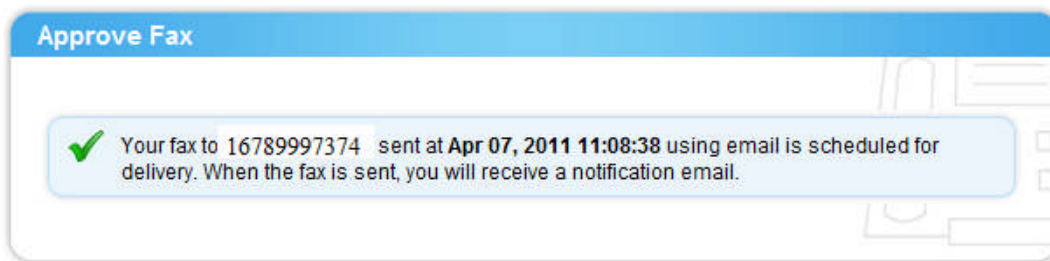 Approve Fax
Your fax to 16789997374 sent at Apr 07, 2011 11:08:38 using email is scheduled for
delivery. When the fax is sent, you will receive a notification email.